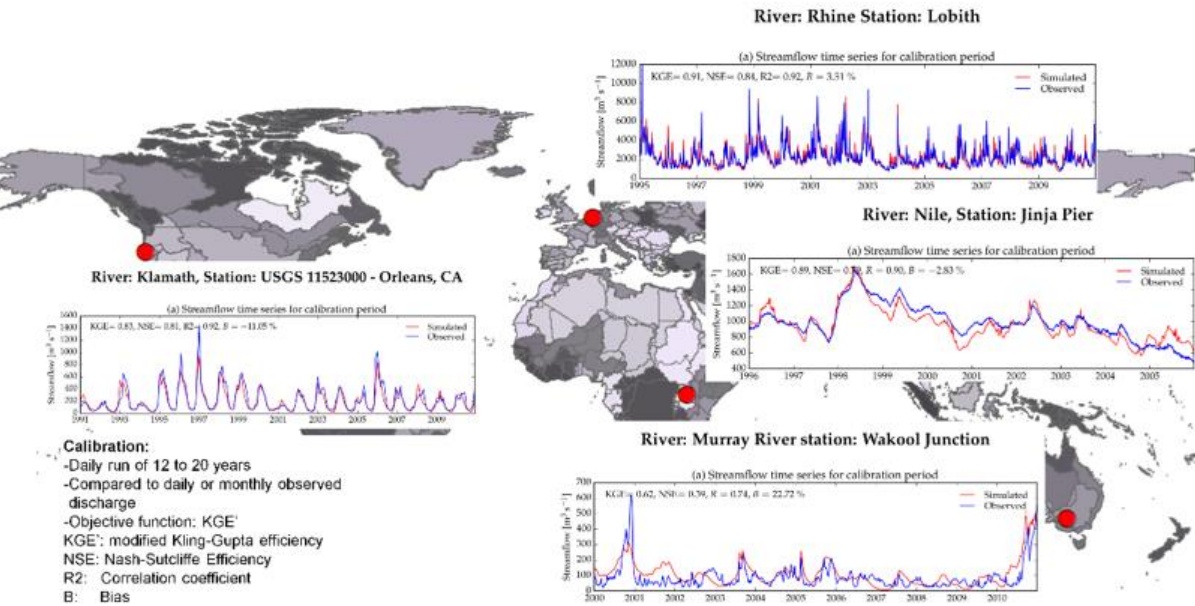 River: Rhine Station: Lobith
(a) Streamflow time series for calibration period
KGE= 0.91, NSE= 0.84, R2= 0.92, B = 3.51 %
Simulated
Observed
Streamflow [m³ s⁻¹]
12000
10000
8000
6000
4000
2000
0
1995 1997 1999 2001 2003 2005 2007 2009
River: Nile, Station: Jinja Pier
(a) Streamflow time series for calibration period
KGE= 0.89, NSE= R = 0.90, B = −2.83 %
Simulated
Observed
Streamflow [m³ s⁻¹]
1800
1600
1400
1200
1000
800
600
400
1996 1997 1998 1999 2000 2001 2002 2003 2004 2005
River: Klamath, Station: USGS 11523000 - Orleans, CA
(a) Streamflow time series for calibration period
KGE= 0.83, NSE= 0.81, R2= 0.92, B = −11.05 %
Simulated
Observed
Streamflow [m³ s⁻¹]
1600
1400
1200
1000
800
600
400
200
0
1991 1993 1995 1997 1999 2001 2003 2005 2007 2009
Calibration:
-Daily run of 12 to 20 years
-Compared to daily or monthly observed
discharge
-Objective function: KGE'
KGE': modified Kling-Gupta efficiency
NSE: Nash-Sutcliffe Efficiency
R2: Correlation coefficient
B: Bias
River: Murray River station: Wakool Junction
(a) Streamflow time series for calibration period
KGE= 0.62, NSE= 0.39, R = 0.74, B = 22.72 %
Simulated
Observed
Streamflow [m³ s⁻¹]
700
600
500
400
300
200
100
0
2000 2001 2002 2003 2004 2005 2006 2007 2008 2009 2010